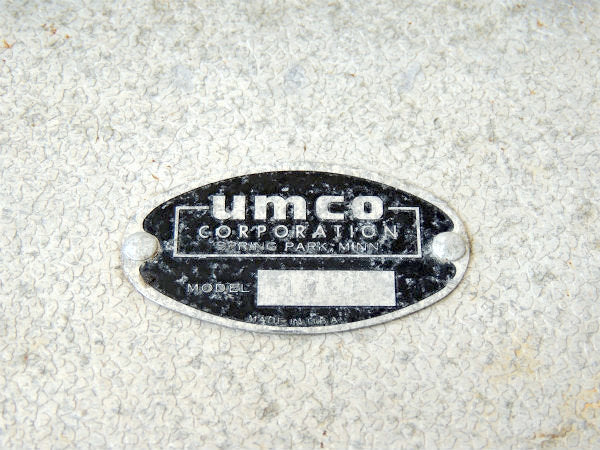 umco
CORPORATION
SPRING PARK, MINN.
MODEL
MADE IN U.S.A.